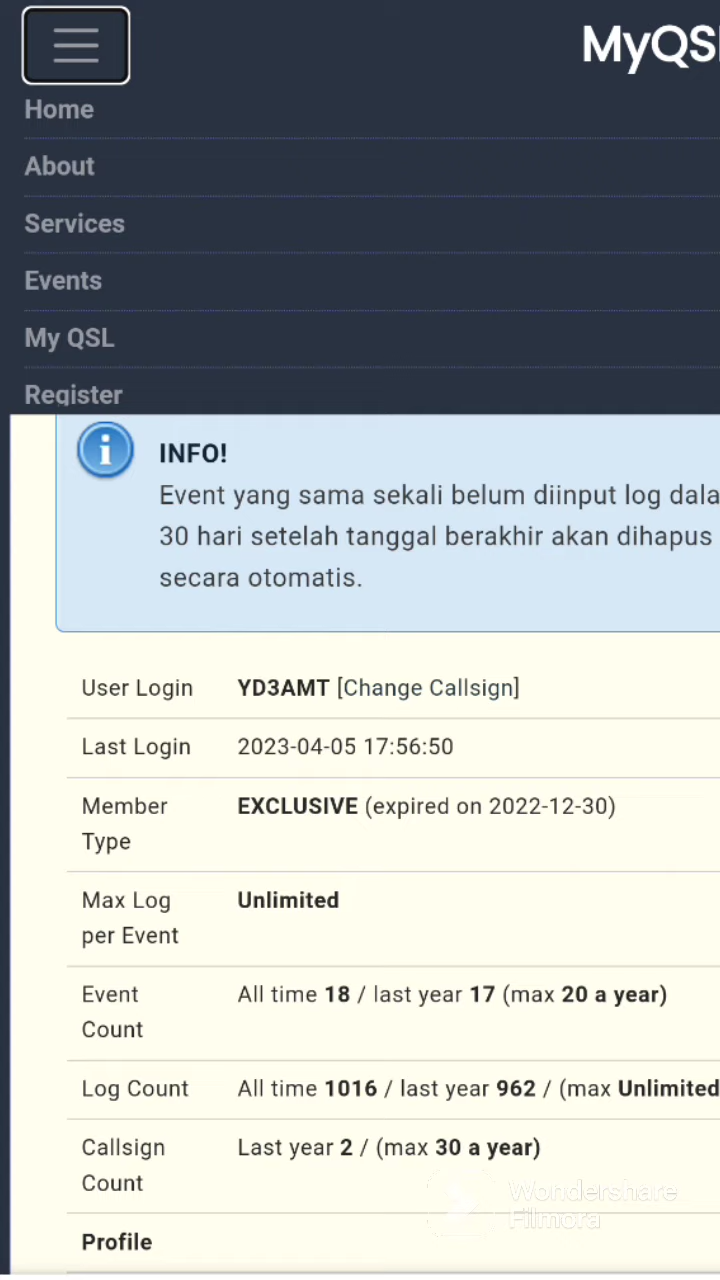 MyQSL
Home
About
Services
Events
My QSL
Register
INFO!
Event yang sama sekali belum diinput log dala
30 hari setelah tanggal berakhir akan dihapus
secara otomatis.
User Login YD3AMT [Change Callsign]
Last Login 2023-04-05 17:56:50
Member EXCLUSIVE (expired on 2022-12-30)
Type
Max Log Unlimited
per Event
Event All time 18 / last year 17 (max 20 a year)
Count
Log Count All time 1016 / last year 962 / (max Unlimited
Callsign Last year 2 / (max 30 a year)
Count
Wondershare
Filmora
Profile